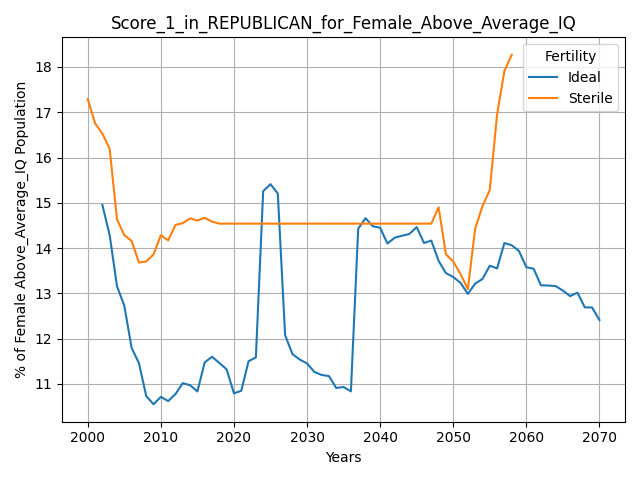 Score_1_in_REPUBLICAN_for_Female_Above_Average_IQ
% of Female Above_Average_IQ Population
18
17
16
15
14
13
12
11
Fertility
Ideal
Sterile
2000 2010 2020 2030 2040 2050 2060 2070
Years